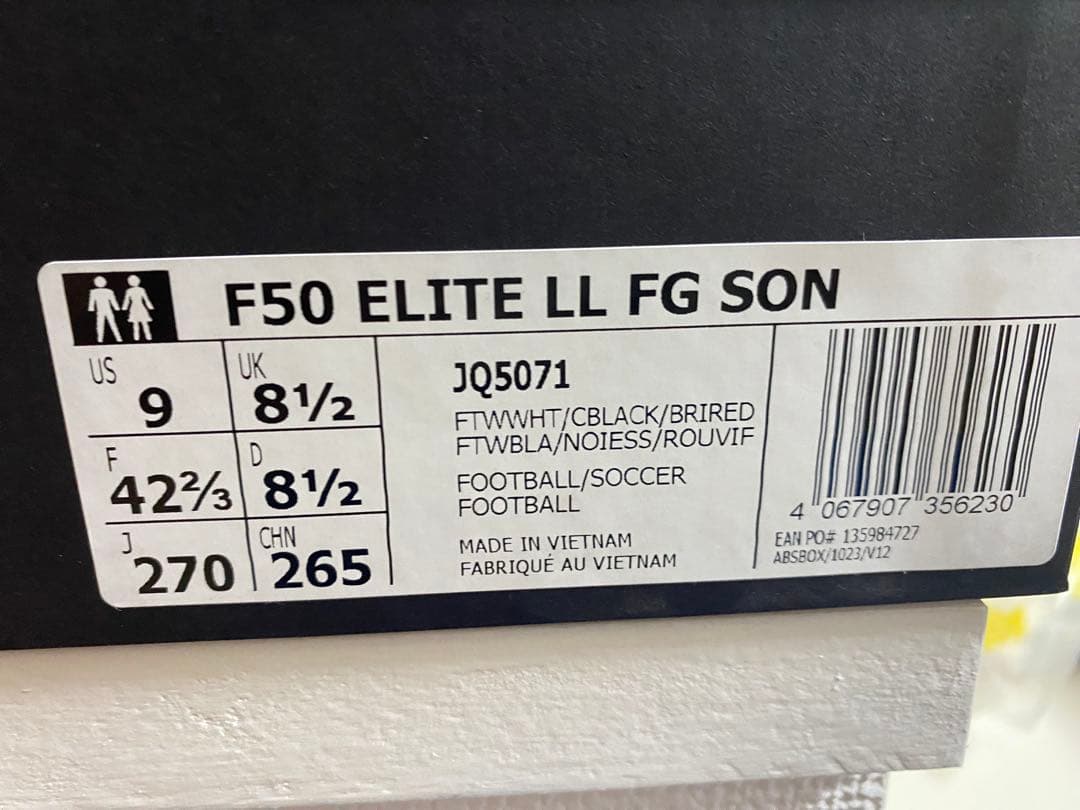 F50 ELITE LL FG SON
US 9
UK 8½
F 42⅔
D 8½
J 270
CHN 265
JQ5071
FTWWHT/CBLACK/BRIRED
FTWBLA/NOIESS/ROUVIF
FOOTBALL/SOCCER
FOOTBALL
MADE IN VIETNAM
FABRIQUÉ AU VIETNAM
4 067907 356230
EAN PO# 135984727
ABSBOX/1023/V12